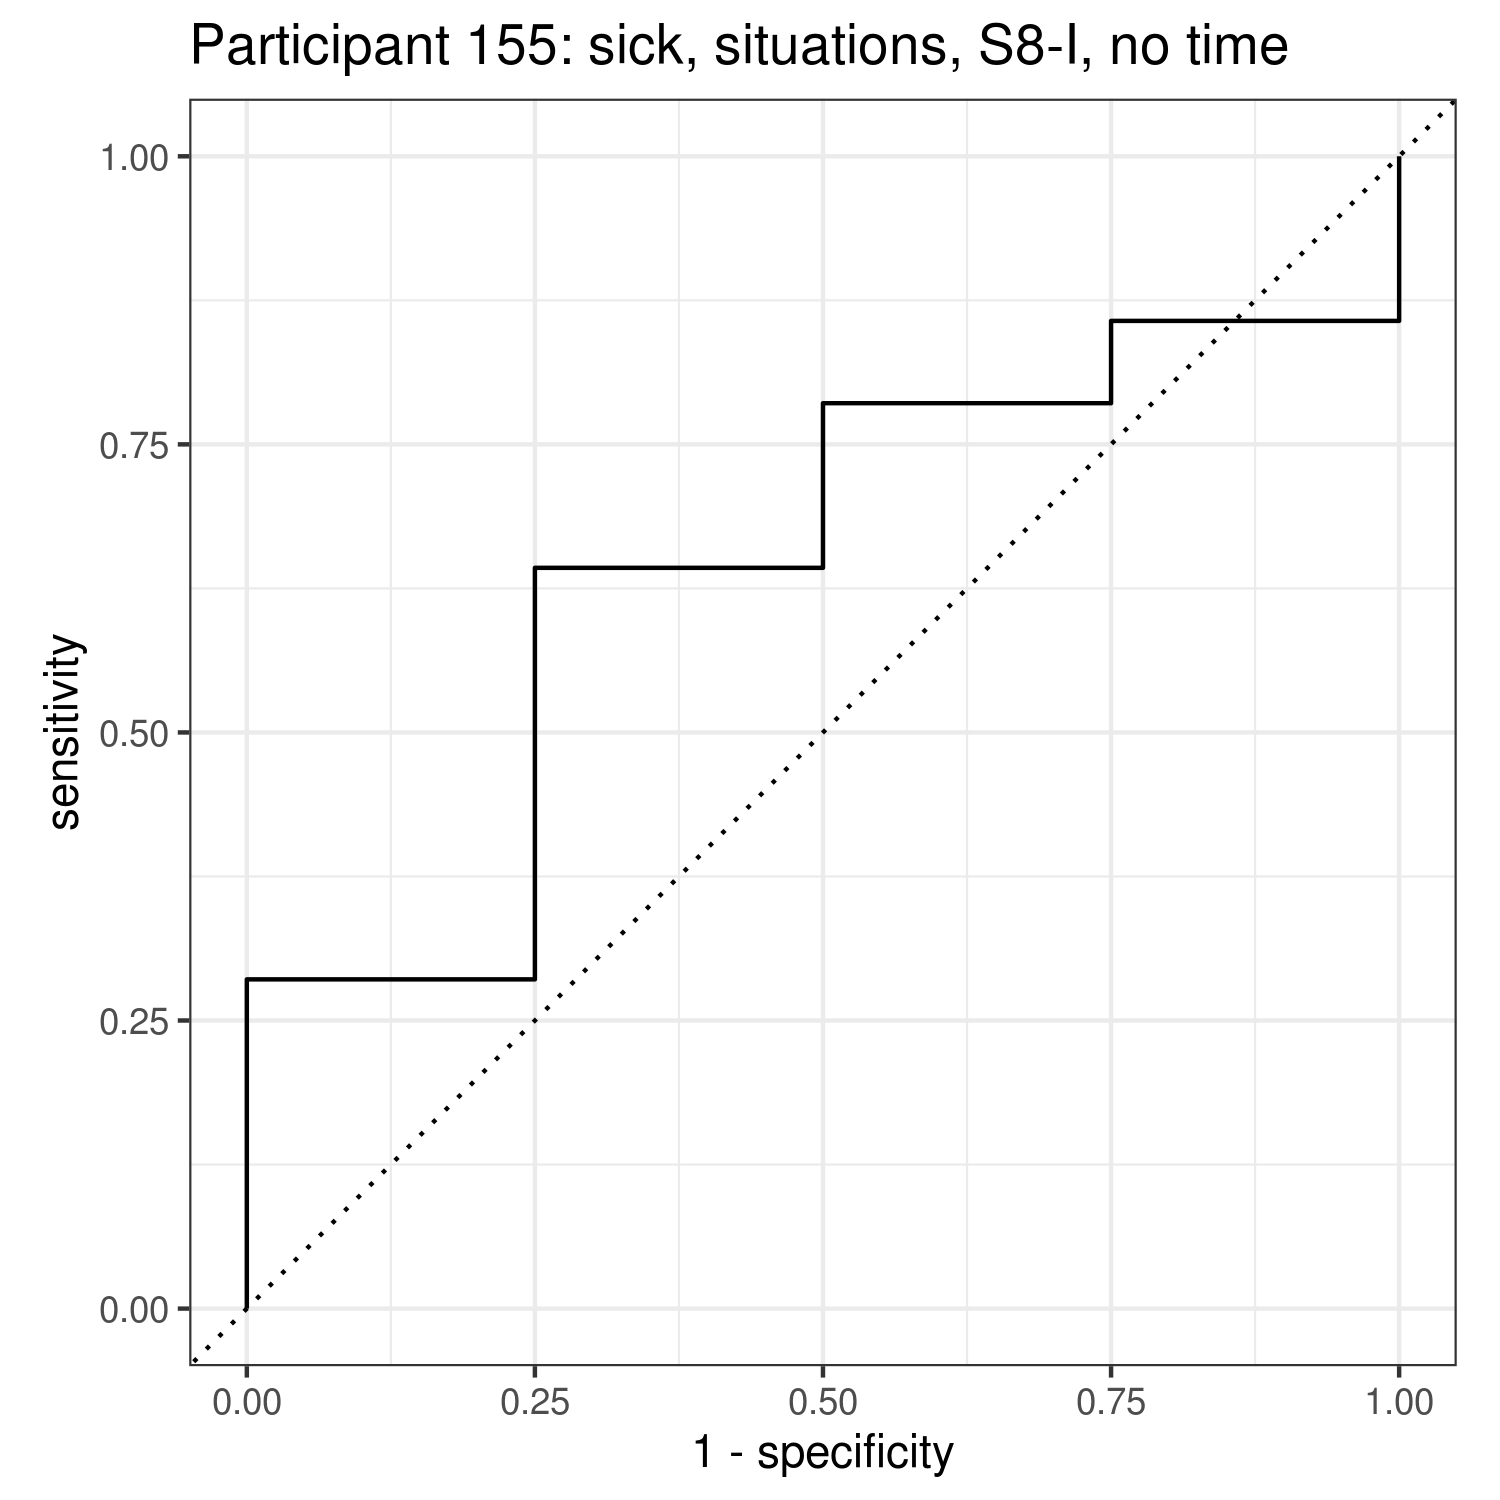 Participant 155: sick, situations, S8-I, no time
1.00
0.75
0.50
0.25
0.00
sensitivity
0.00 0.25 0.50 0.75 1.00
1 - specificity